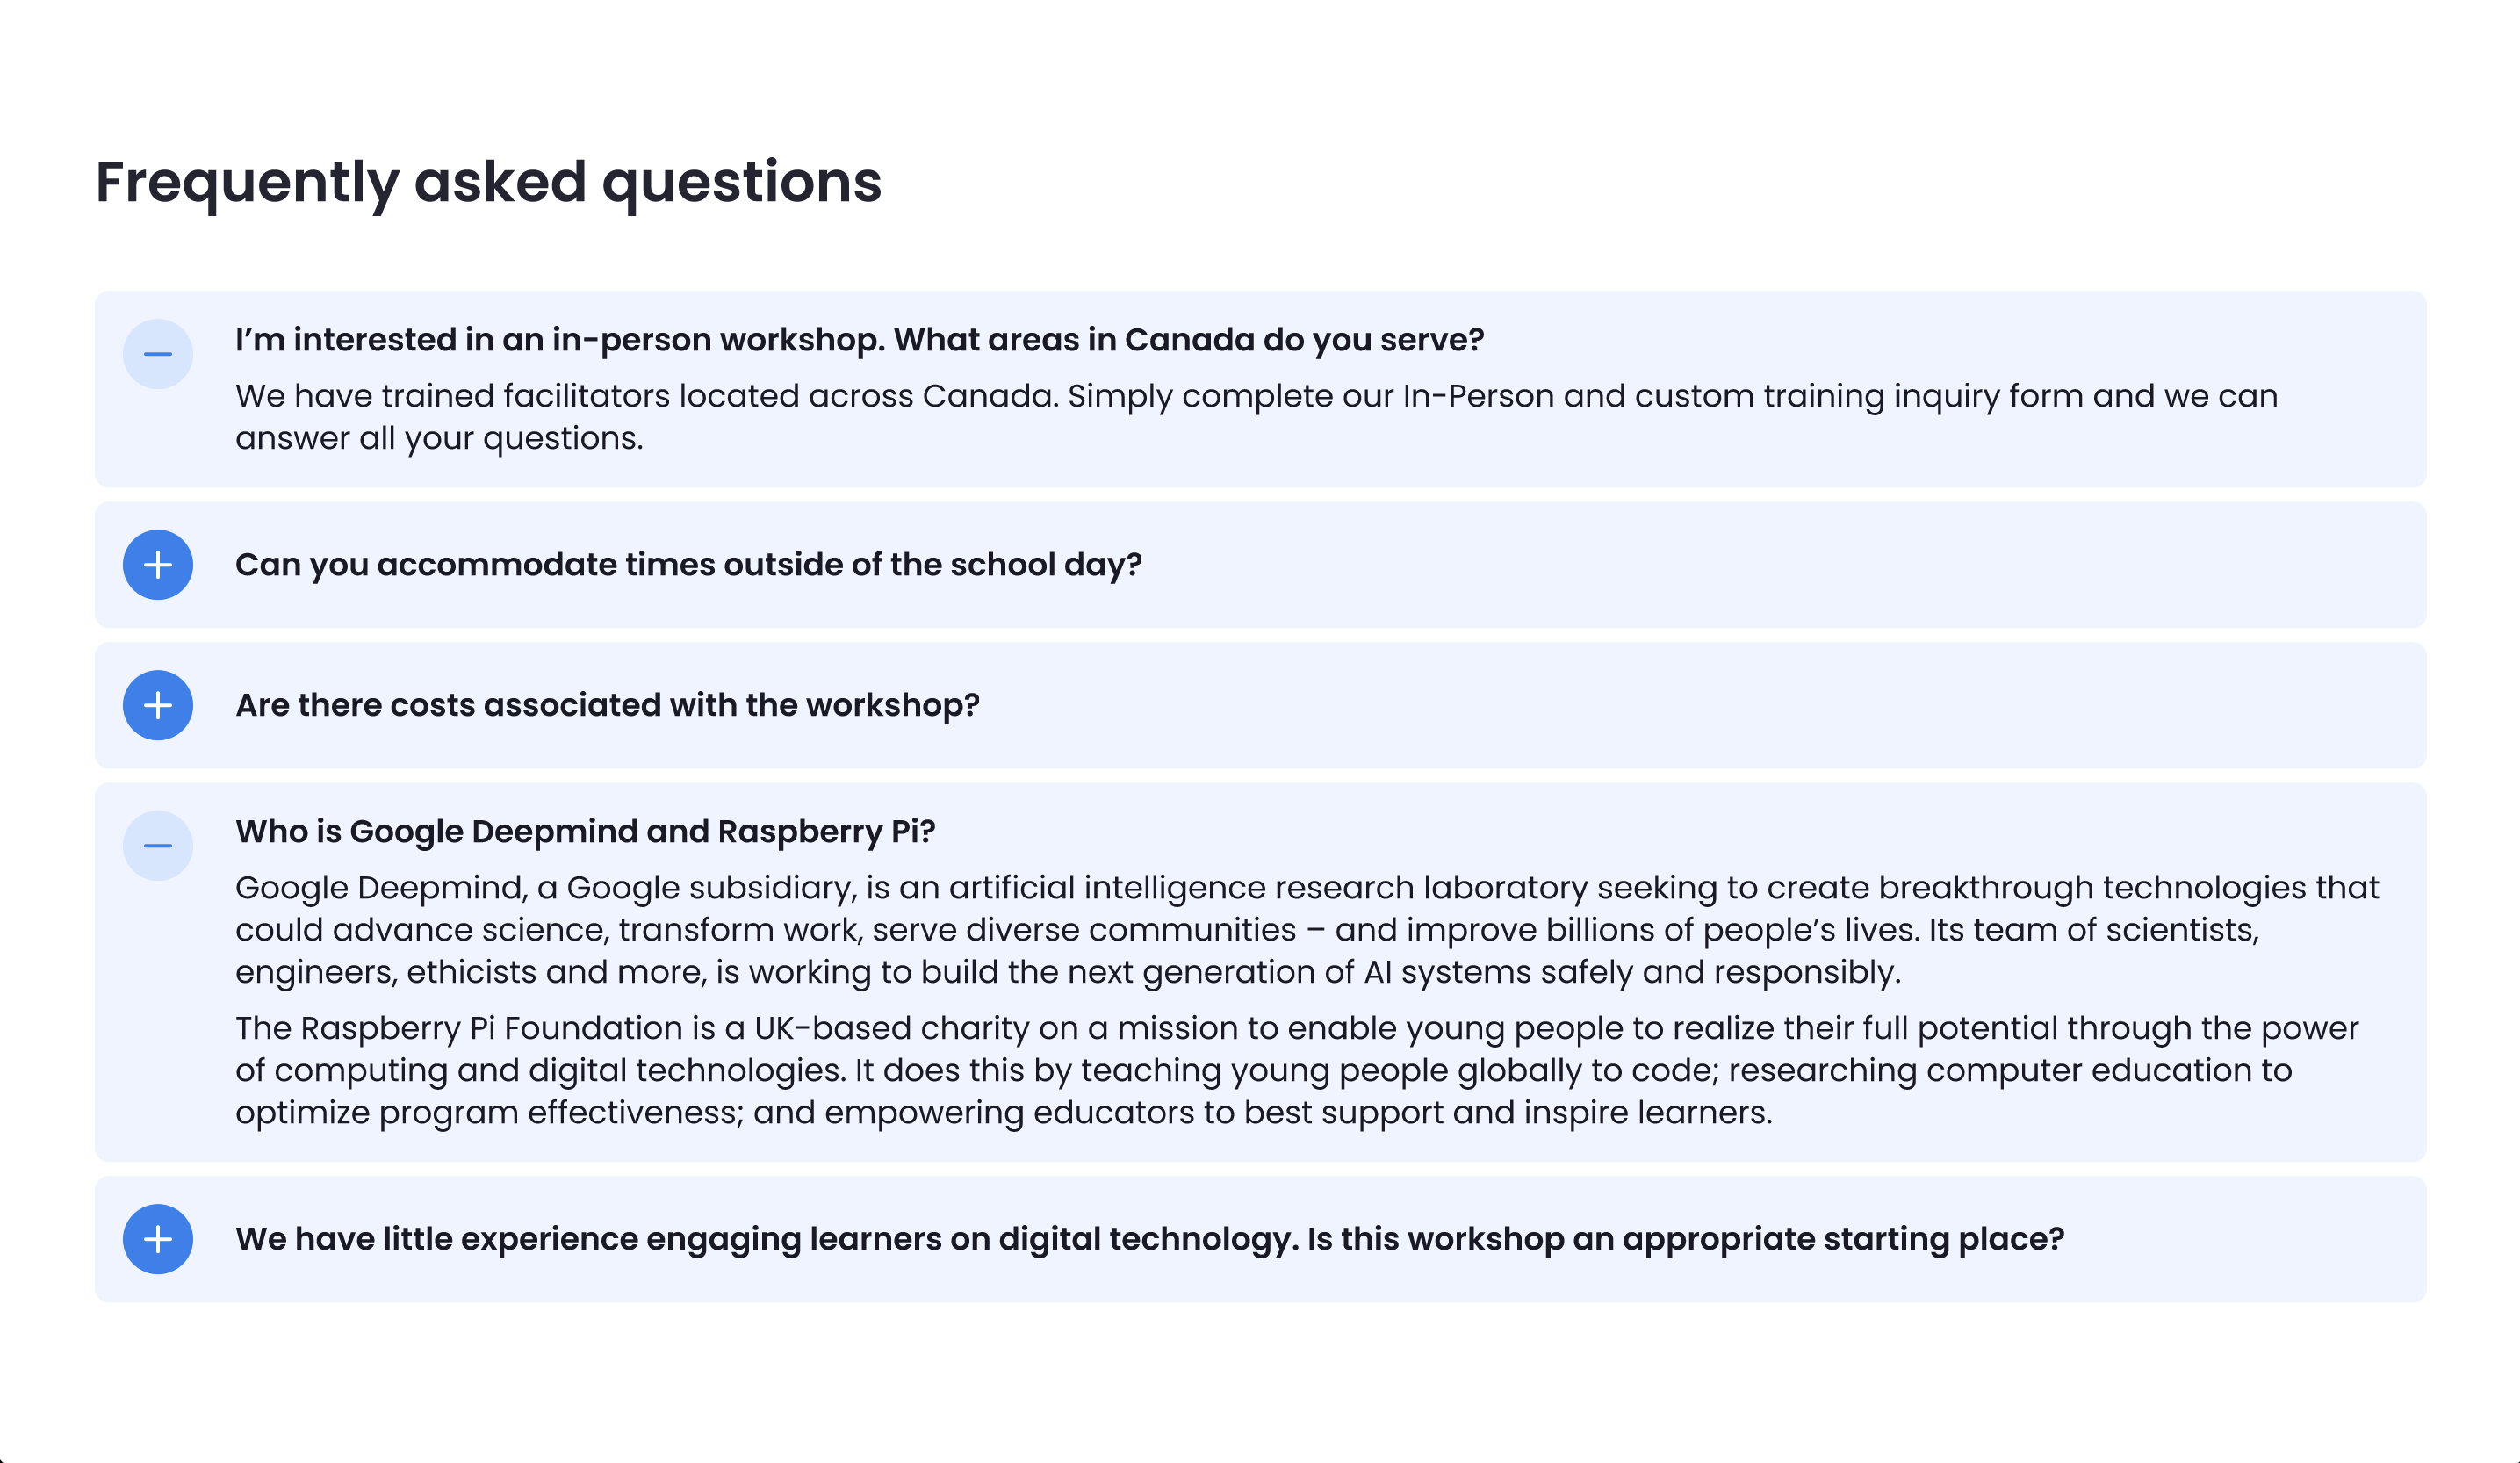 Frequently asked questions
I’m interested in an in-person workshop. What areas in Canada do you serve?
We have trained facilitators located across Canada. Simply complete our In-Person and custom training inquiry form and we can
answer all your questions.
Can you accommodate times outside of the school day?
Are there costs associated with the workshop?
Who is Google Deepmind and Raspberry Pi?
Google Deepmind, a Google subsidiary, is an artificial intelligence research laboratory seeking to create breakthrough technologies that
could advance science, transform work, serve diverse communities – and improve billions of people’s lives. Its team of scientists,
engineers, ethicists and more, is working to build the next generation of AI systems safely and responsibly.
The Raspberry Pi Foundation is a UK-based charity on a mission to enable young people to realize their full potential through the power
of computing and digital technologies. It does this by teaching young people globally to code; researching computer education to
optimize program effectiveness; and empowering educators to best support and inspire learners.
We have little experience engaging learners on digital technology. Is this workshop an appropriate starting place?